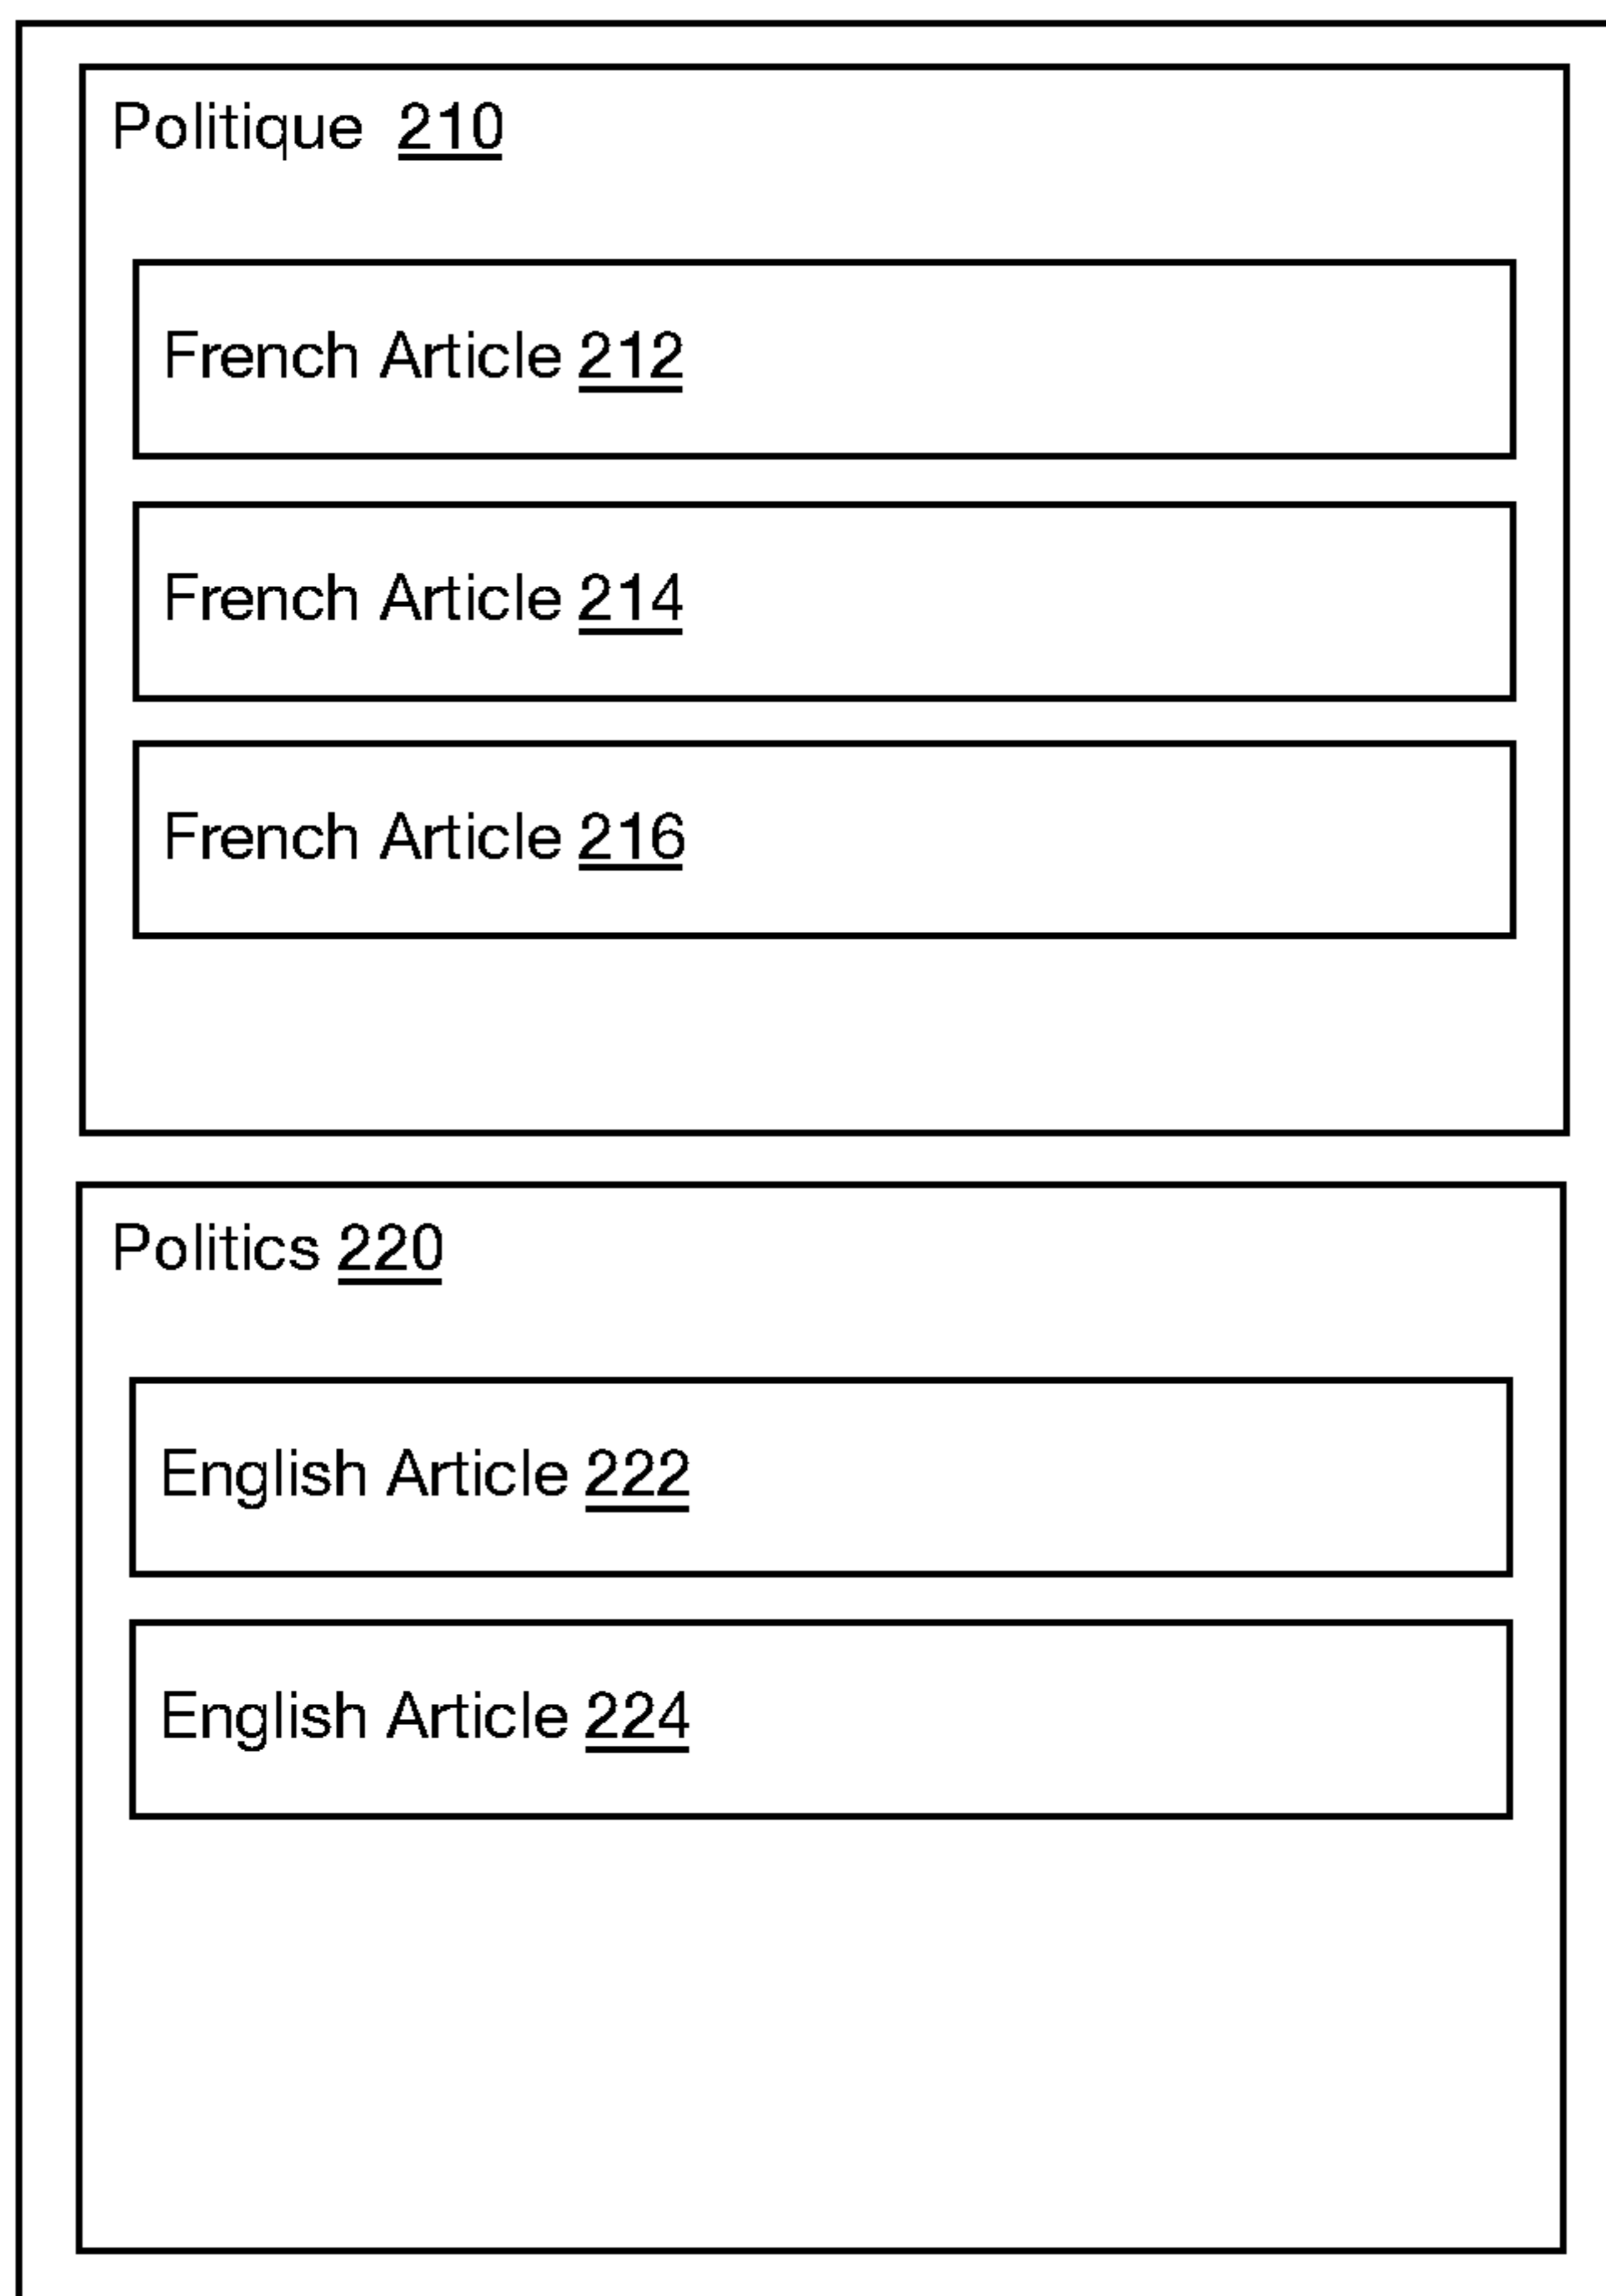 Politique 210
French Article 212
French Article 214
French Article 216
Politics 220
English Article 222
English Article 224